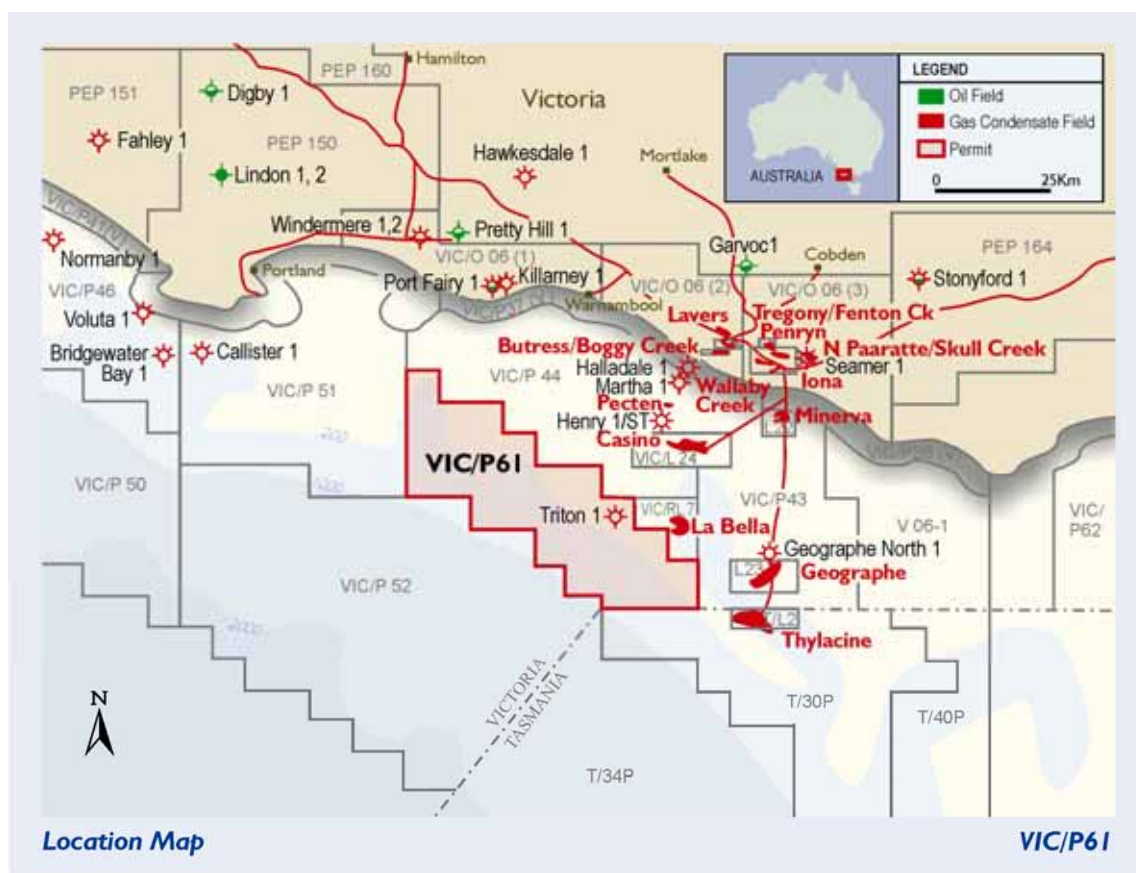 Hamilton
PEP 160
PEP 151
Digby 1
Victoria
Fahley 1
PEP 150
Hawkesdale 1
Mortlake
Lindon 1, 2
AUSTRALIA
LEGEND
Oil Field
Gas Condensate Field
Permit
0 25Km
Windermere 1,2
Pretty Hill 1
VIC/O 06 (1)
Garvoc1
Cobden
PEP 164
Normanby 1
Portland
Port Fairy 1
Killarney 1
VIC/O 06 (2)
VIC/O 06 (3)
Stonyford 1
VIC/P46
Warnambool
Voluta 1
Lavers
Tregony/Fenton Ck
Penryn
Bridgewater
Bay 1
Callister 1
Butress/Boggy Creek
N Paaratte/Skull Creek
Seamer 1
Halladale 1
Iona
VIC/P 51
VIC/P 44
Martha 1
Wallaby
Creek
Pecten
Minerva
Henry 1/ST
Casino
VIC/L 24
VIC/P61
VIC/P 50
Triton 1
VIC/RL 7
La Bella
VIC/P43
V 06-1
VIC/
P62
Geographe North 1
L23
Geographe
VIC/P 52
T/L2
Thylacine
VICTORIA
TASMANIA
T/30P
T/40P
T/34P
N
Location Map
VIC/P61